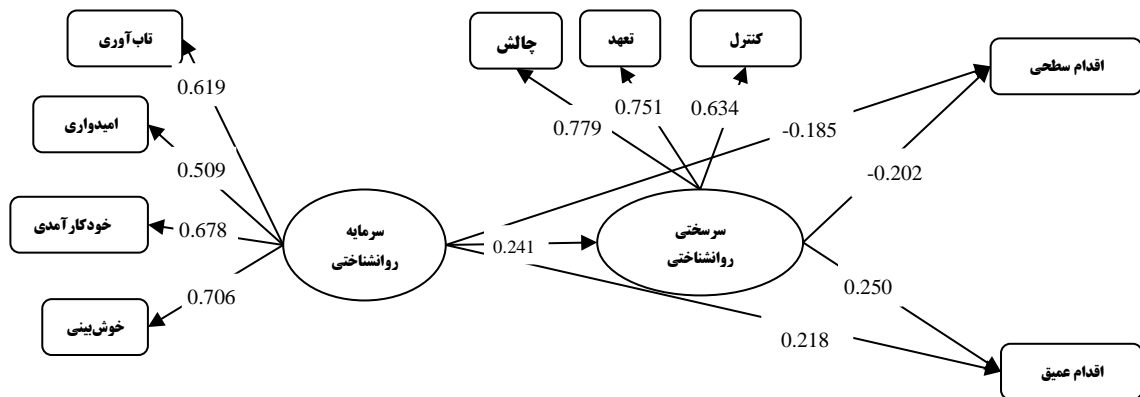 تاب‌آوری
چالش
تعهد
کنترل
اقدام سطحی
0.619
0.779
0.751
0.634
-0.185
امیدواری
0.509
-0.202
خودکارآمدی
0.678
سرمایه
روانشناختی
0.241
سرسختی
روانشناختی
0.706
0.250
خوش‌بینی
0.218
اقدام عمیق